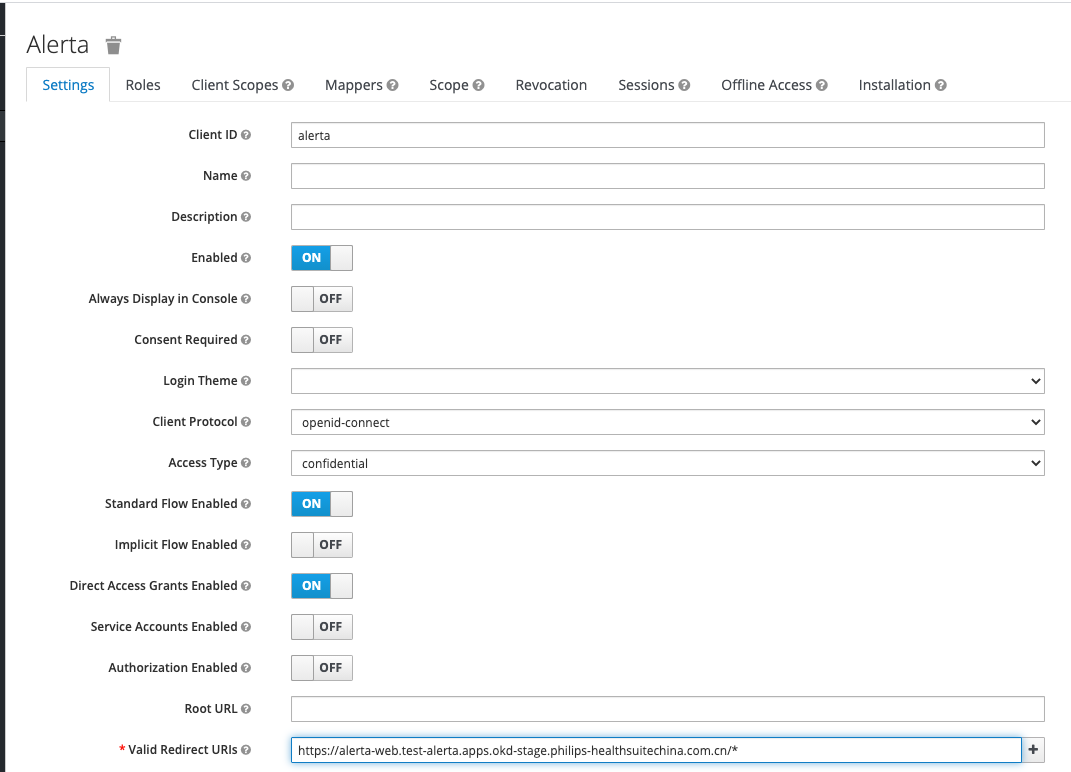 Alerta
Settings Roles Client Scopes Mappers Scope Revocation Sessions Offline Access Installation
Client ID alerta
Name
Description
Enabled ON
Always Display in Console OFF
Consent Required OFF
Login Theme
Client Protocol openid-connect
Access Type confidential
Standard Flow Enabled ON
Implicit Flow Enabled OFF
Direct Access Grants Enabled ON
Service Accounts Enabled OFF
Authorization Enabled OFF
Root URL
* Valid Redirect URIs https://alerta-web.test-alerta.apps.okd-stage.philips-healthsuitechina.com.cn/* +